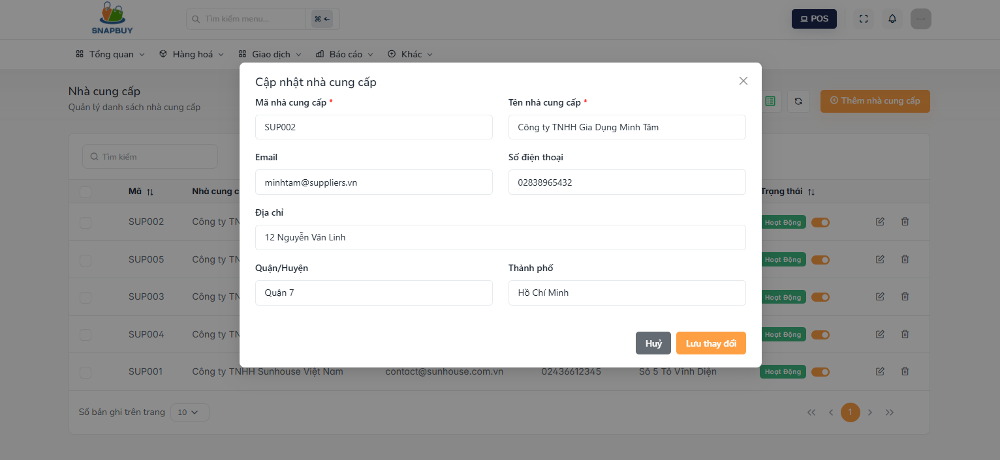 SNAPBUY
Tìm kiếm menu...
⌘ ←
POS
Tổng quan
Hàng hoá
Giao dịch
Báo cáo
Khác
Nhà cung cấp
Quản lý danh sách nhà cung cấp
Thêm nhà cung cấp
Cập nhật nhà cung cấp
Mã nhà cung cấp *
Tên nhà cung cấp *
SUP002
Công ty TNHH Gia Dụng Minh Tâm
Email
Số điện thoại
minhtam@suppliers.vn
02838965432
Địa chỉ
12 Nguyễn Văn Linh
Quận/Huyện
Thành phố
Quận 7
Hồ Chí Minh
Huỷ
Lưu thay đổi
Tìm kiếm
Mã
Nhà cung c
Trạng thái
SUP002
Công ty TN
Hoạt Động
SUP005
Công ty TN
Hoạt Động
SUP003
Công ty TN
Hoạt Động
SUP004
Công ty TN
Hoạt Động
SUP001
Công ty TNHH Sunhouse Việt Nam
contact@sunhouse.com.vn
02436612345
Số 5 Tô Vĩnh Diện
Hoạt Động
Số bản ghi trên trang
10
1